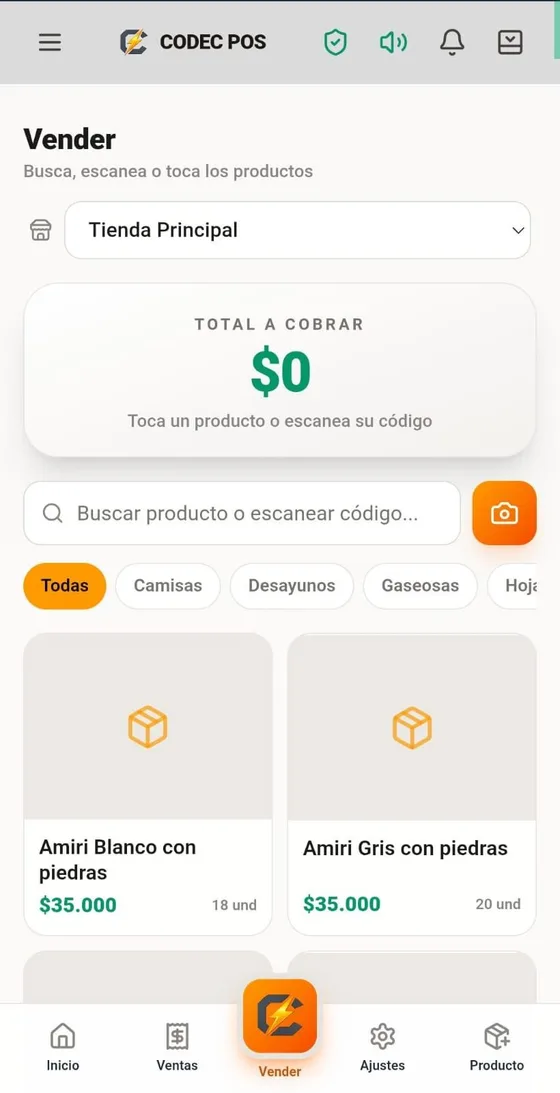 CODEC POS
Vender
Busca, escanea o toca los productos
Tienda Principal
TOTAL A COBRAR
$0
Toca un producto o escanea su código
Buscar producto o escanear código...
Todas
Camisas
Desayunos
Gaseosas
Hoja
Amiri Blanco con
piedras
$35.000
18 und
Amiri Gris con piedras
$35.000
20 und
Inicio
Ventas
Vender
Ajustes
Producto